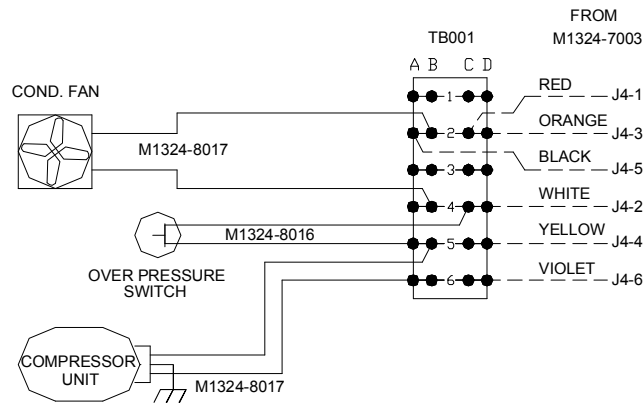 FROM
M1324-7003
TB001
A B C D
COND. FAN
1 RED J4-1
2 ORANGE J4-3
M1324-8017
3 BLACK J4-5
4 WHITE J4-2
M1324-8016
5 YELLOW J4-4
OVER PRESSURE
SWITCH
6 VIOLET J4-6
COMPRESSOR
UNIT
M1324-8017